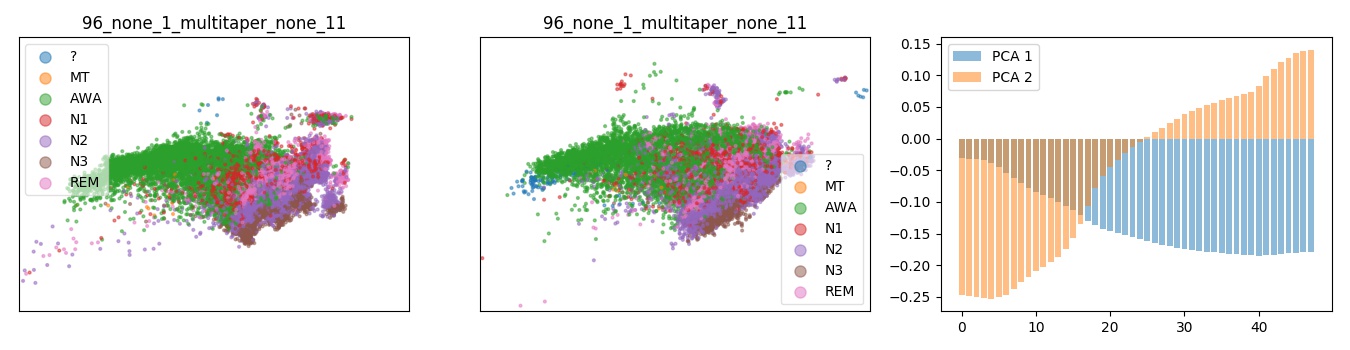 96_none_1_multitaper_none_11
?
MT
AWA
N1
N2
N3
REM
96_none_1_multitaper_none_11
?
MT
AWA
N1
N2
N3
REM
PCA 1
PCA 2
0.15
0.10
0.05
0.00
−0.05
−0.10
−0.15
−0.20
−0.25
0
10
20
30
40